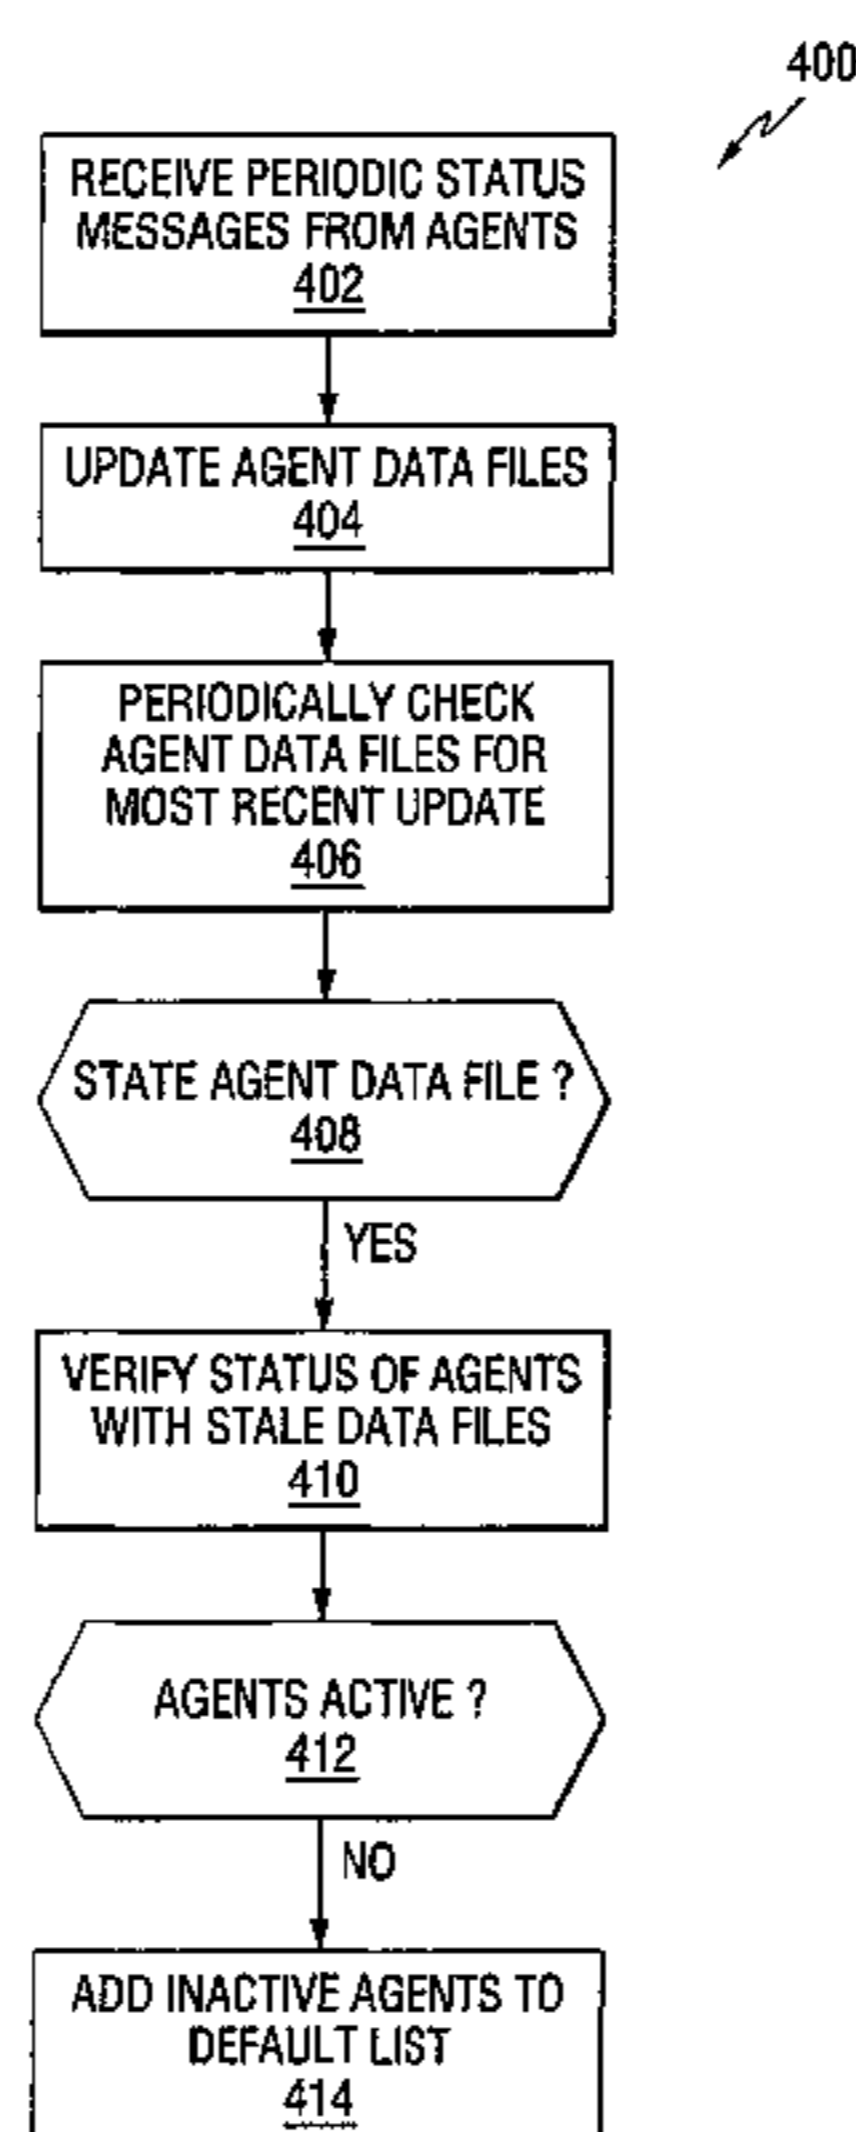 400
RECEIVE PERIODIC STATUS
MESSAGES FROM AGENTS
402
UPDATE AGENT DATA FILES
404
PERIODICALLY CHECK
AGENT DATA FILES FOR
MOST RECENT UPDATE
406
STATE AGENT DATA FILE ?
408
YES
VERIFY STATUS OF AGENTS
WITH STALE DATA FILES
410
AGENTS ACTIVE ?
412
NO
ADD INACTIVE AGENTS TO
DEFAULT LIST
414